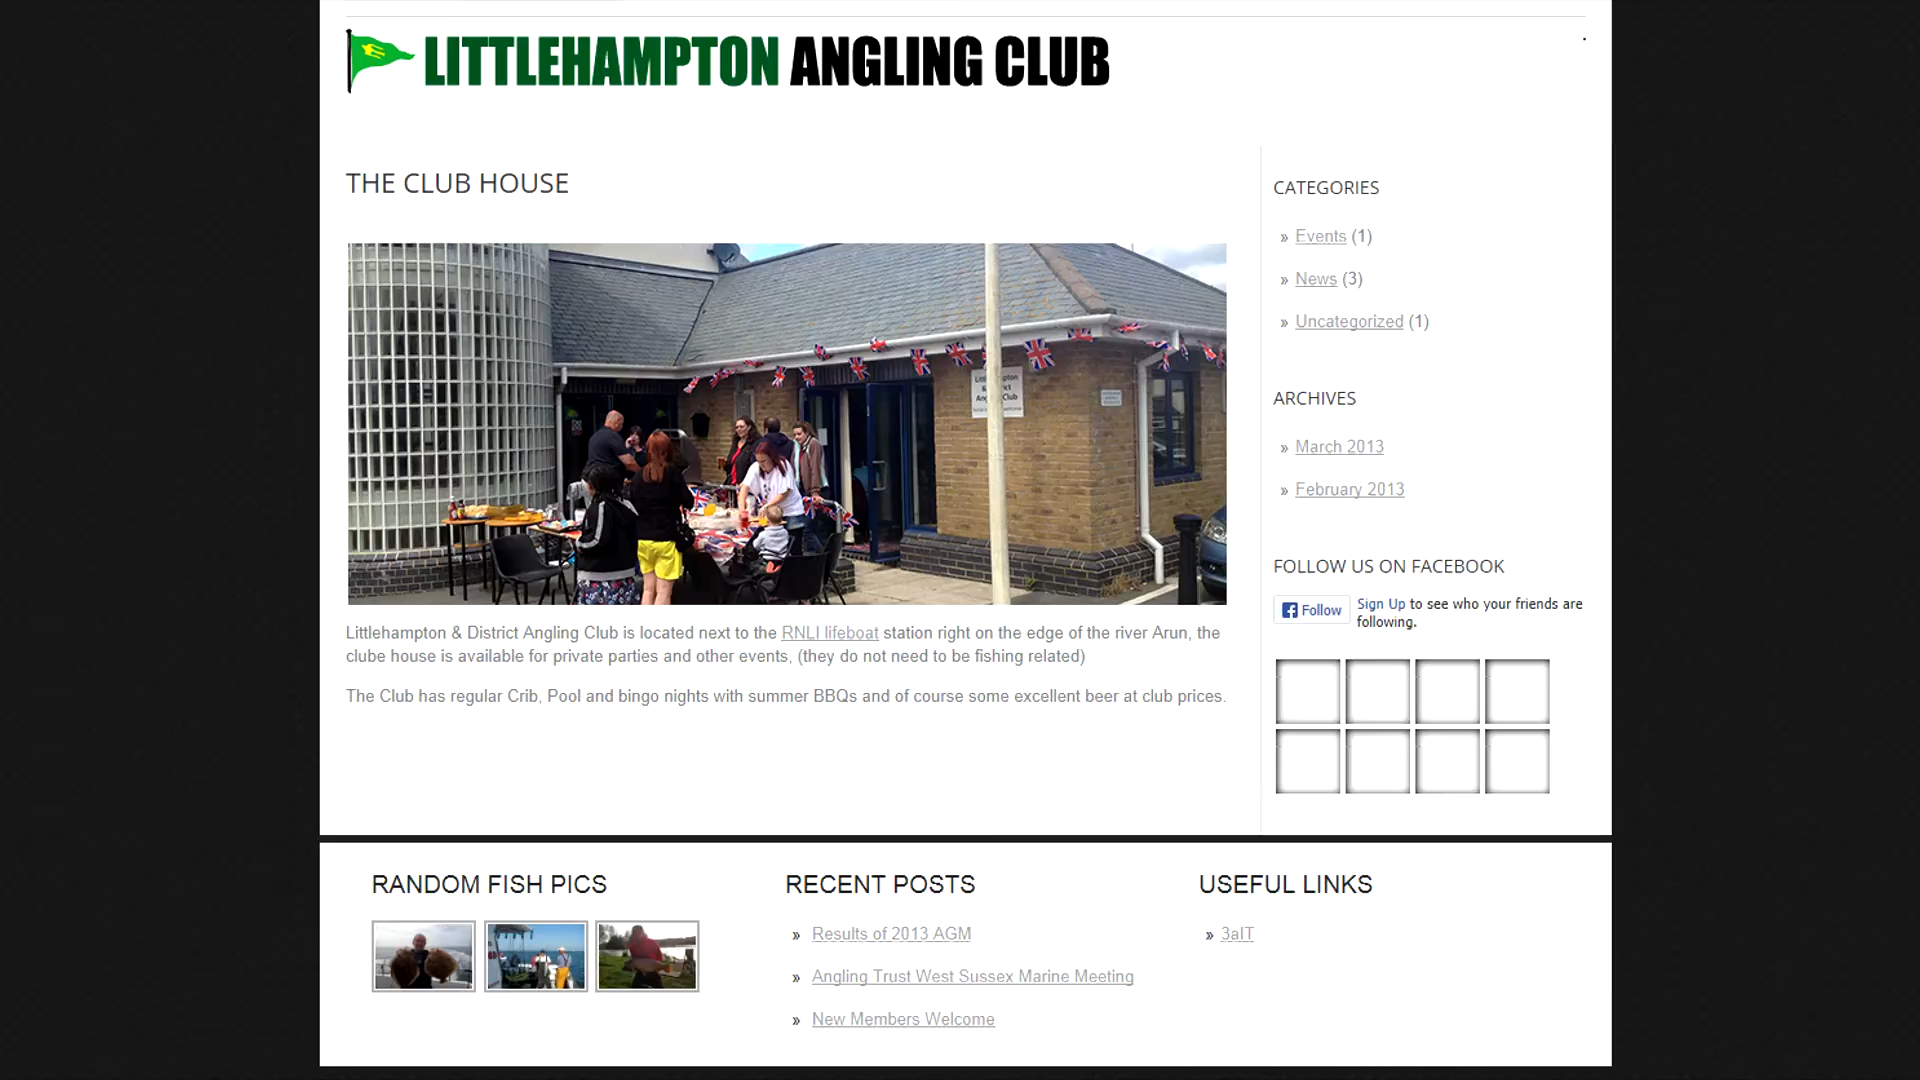 LITTLEHAMPTON ANGLING CLUB
THE CLUB HOUSE
Littlehampton & District Angling Club is located next to the RNLI lifeboat station right on the edge of the river Arun, the
clube house is available for private parties and other events, (they do not need to be fishing related)
The Club has regular Crib, Pool and bingo nights with summer BBQs and of course some excellent beer at club prices.
CATEGORIES
» Events (1)
» News (3)
» Uncategorized (1)
ARCHIVES
» March 2013
» February 2013
FOLLOW US ON FACEBOOK
Follow
Sign Up to see who your friends are
following.
RANDOM FISH PICS
RECENT POSTS
» Results of 2013 AGM
» Angling Trust West Sussex Marine Meeting
» New Members Welcome
USEFUL LINKS
» 3aIT